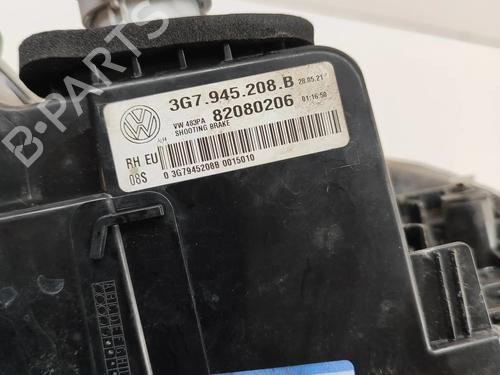 3G7.945.208.B 28.05.21
VW 483PA 82080206 01:16:50
SHOOTING BRAKE
RH EU
08S 0 3G7945208B 0015010
B-PARTS